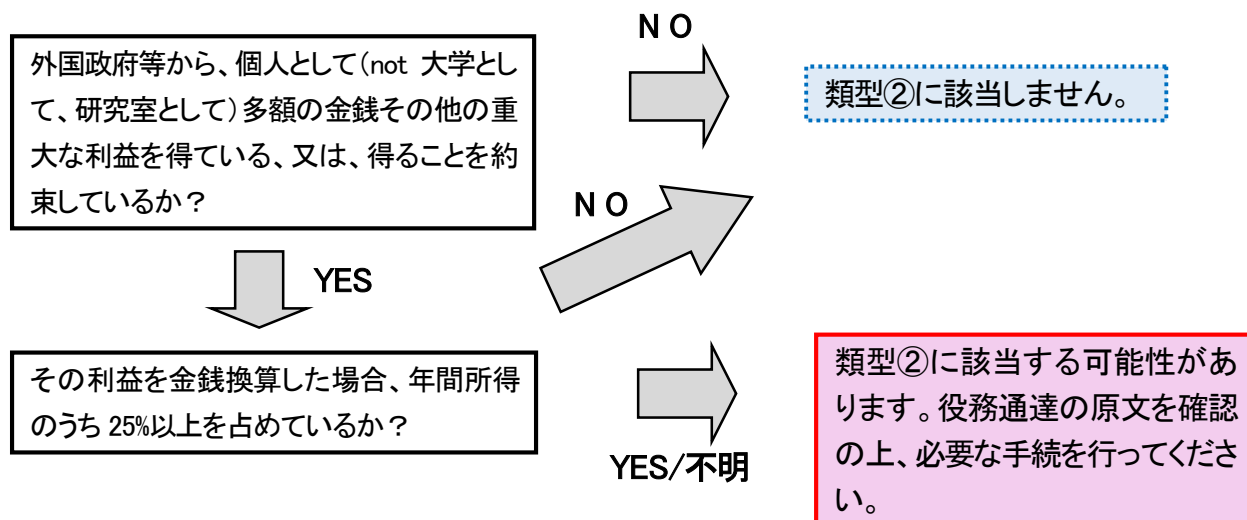 外国政府等から、個人として(not 大学とし
て、研究室として)多額の金銭その他の重
大な利益を得ている、又は、得ることを約
束しているか？
NO
類型②に該当しません。
NO
YES
その利益を金銭換算した場合、年間所得
のうち 25%以上を占めているか？
YES/不明
類型②に該当する可能性があ
ります。役務通達の原文を確認
の上、必要な手続を行ってくださ
い。